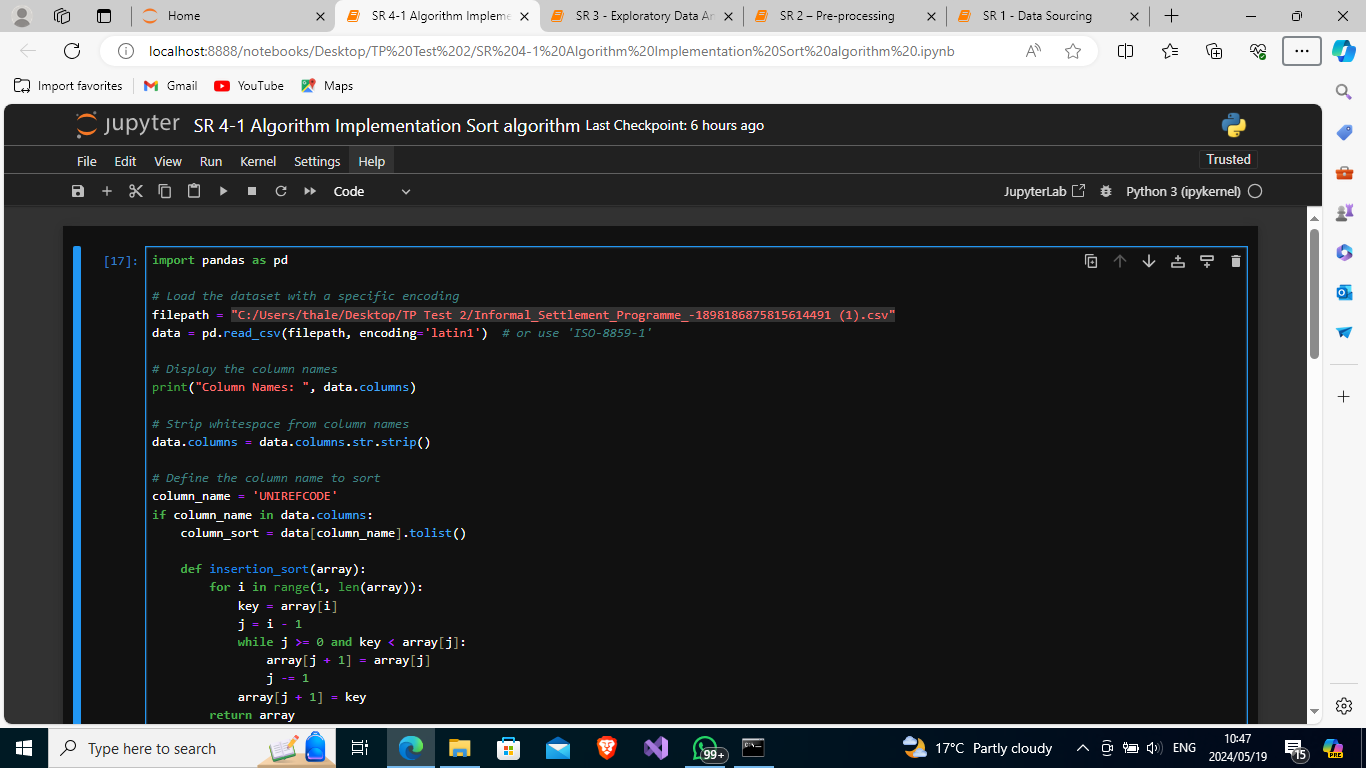 Home
SR 4-1 Algorithm Impleme
SR 3 - Exploratory Data An
SR 2 – Pre-processing
SR 1 - Data Sourcing
localhost:8888/notebooks/Desktop/TP%20Test%202/SR%204-1%20Algorithm%20Implementation%20Sort%20algorithm%20.ipynb
Import favorites
Gmail
YouTube
Maps
jupyter SR 4-1 Algorithm Implementation Sort algorithm Last Checkpoint: 6 hours ago
File Edit View Run Kernel Settings Help
Trusted
Code
JupyterLab
Python 3 (ipykernel)
[17]: import pandas as pd
# Load the dataset with a specific encoding
filepath = "C:/Users/thale/Desktop/TP Test 2/Informal_Settlement_Programme_-1898186875815614491 (1).csv"
data = pd.read_csv(filepath, encoding='latin1')  # or use 'ISO-8859-1'
# Display the column names
print("Column Names: ", data.columns)
# Strip whitespace from column names
data.columns = data.columns.str.strip()
# Define the column name to sort
column_name = 'UNIREFCODE'
if column_name in data.columns:
    column_sort = data[column_name].tolist()
    def insertion_sort(array):
        for i in range(1, len(array)):
            key = array[i]
            j = i - 1
            while j >= 0 and key < array[j]:
                array[j + 1] = array[j]
                j -= 1
            array[j + 1] = key
        return array
Type here to search
99+
17°C Partly cloudy
ENG
10:47
2024/05/19
15
PRE